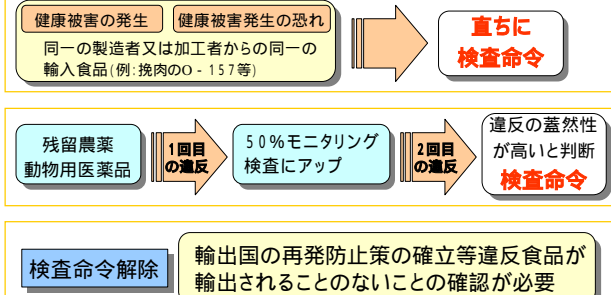 健康被害の発生 健康被害発生の恐れ
同一の製造者又は加工者からの同一の
輸入食品(例:挽肉のO-157等)
直ちに
検査命令
残留農薬
動物用医薬品
1回目
の違反
50%モニタリング
検査にアップ
2回目
の違反
違反の蓋然性
が高いと判断
検査命令
検査命令解除
輸出国の再発防止策の確立等違反食品が
輸出されることのないことの確認が必要